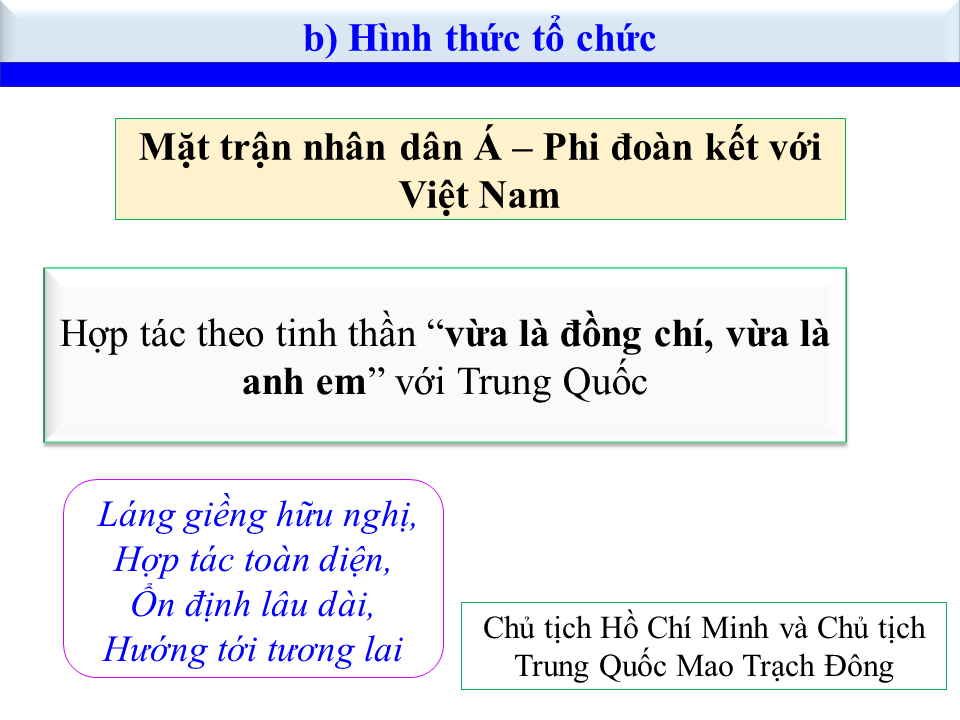 b) Hình thức tổ chức
Mặt trận nhân dân Á – Phi đoàn kết với
Việt Nam
Hợp tác theo tinh thần “vừa là đồng chí, vừa là
anh em” với Trung Quốc
Láng giềng hữu nghị,
Hợp tác toàn diện,
Ổn định lâu dài,
Hướng tới tương lai
Chủ tịch Hồ Chí Minh và Chủ tịch
Trung Quốc Mao Trạch Đông